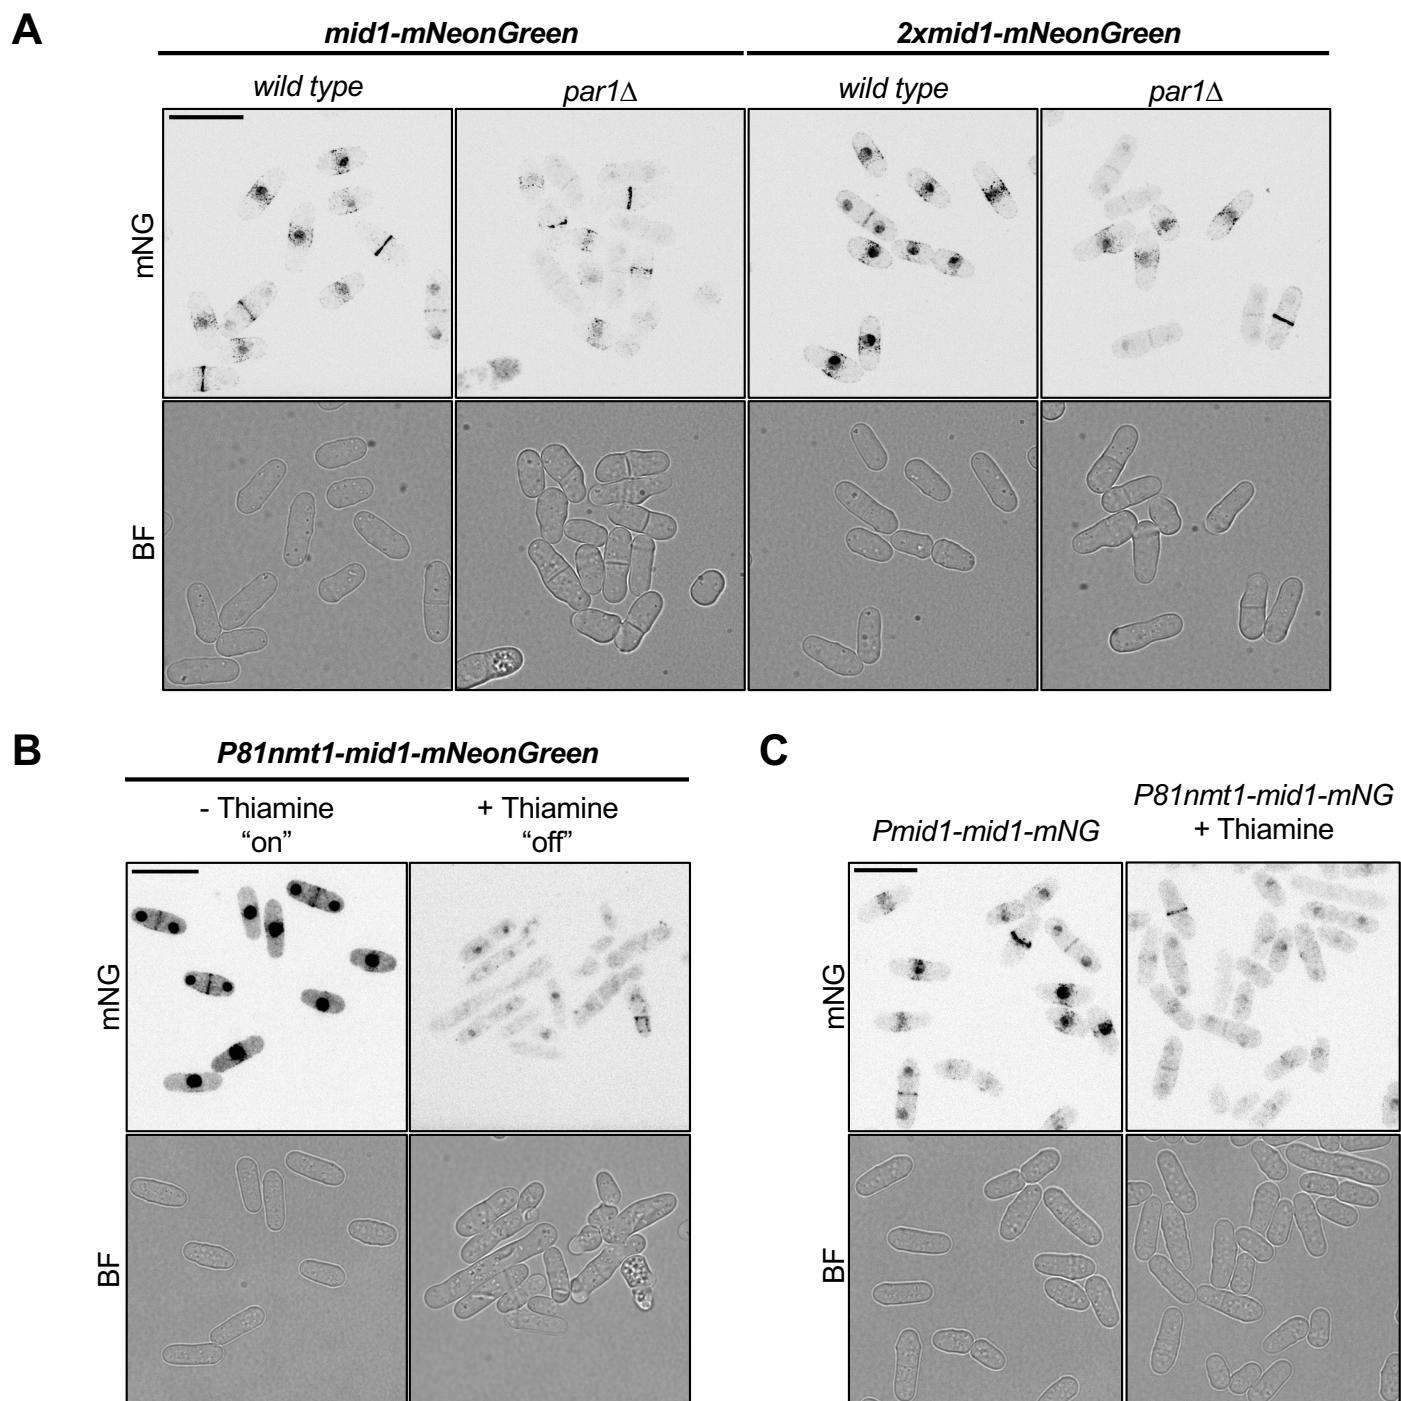 A
mid1-mNeonGreen
2xmid1-mNeonGreen
wild type
par1Δ
wild type
par1Δ
mNG
BF
B
P81nmt1-mid1-mNeonGreen
- Thiamine
“on”
+ Thiamine
“off”
mNG
BF
C
Pmid1-mid1-mNG
P81nmt1-mid1-mNG
+ Thiamine
mNG
BF